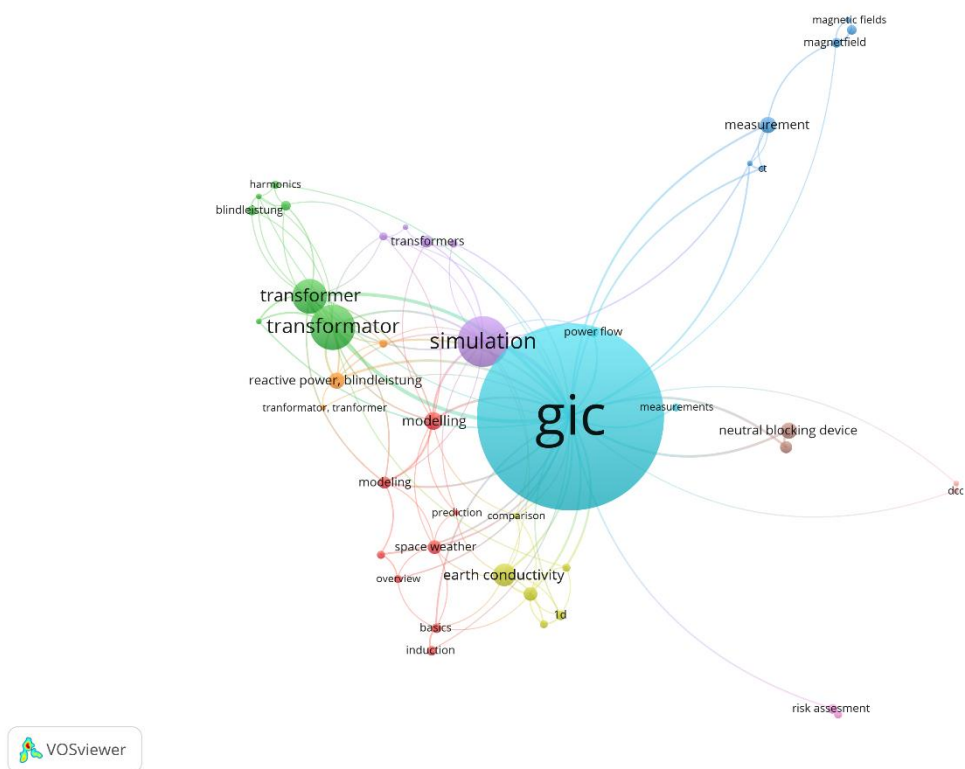 magnetic fields
magnetfield
measurement
ct
harmonics
blindleistung
transformers
transformer
transformator
simulation
power flow
reactive power, blindleistung
tranformator, tranformer
modelling
gic
measurements
neutral blocking device
modeling
prediction
comparison
dcc
space weather
overview
earth conductivity
1d
basics
induction
risk assesment
VOSviewer